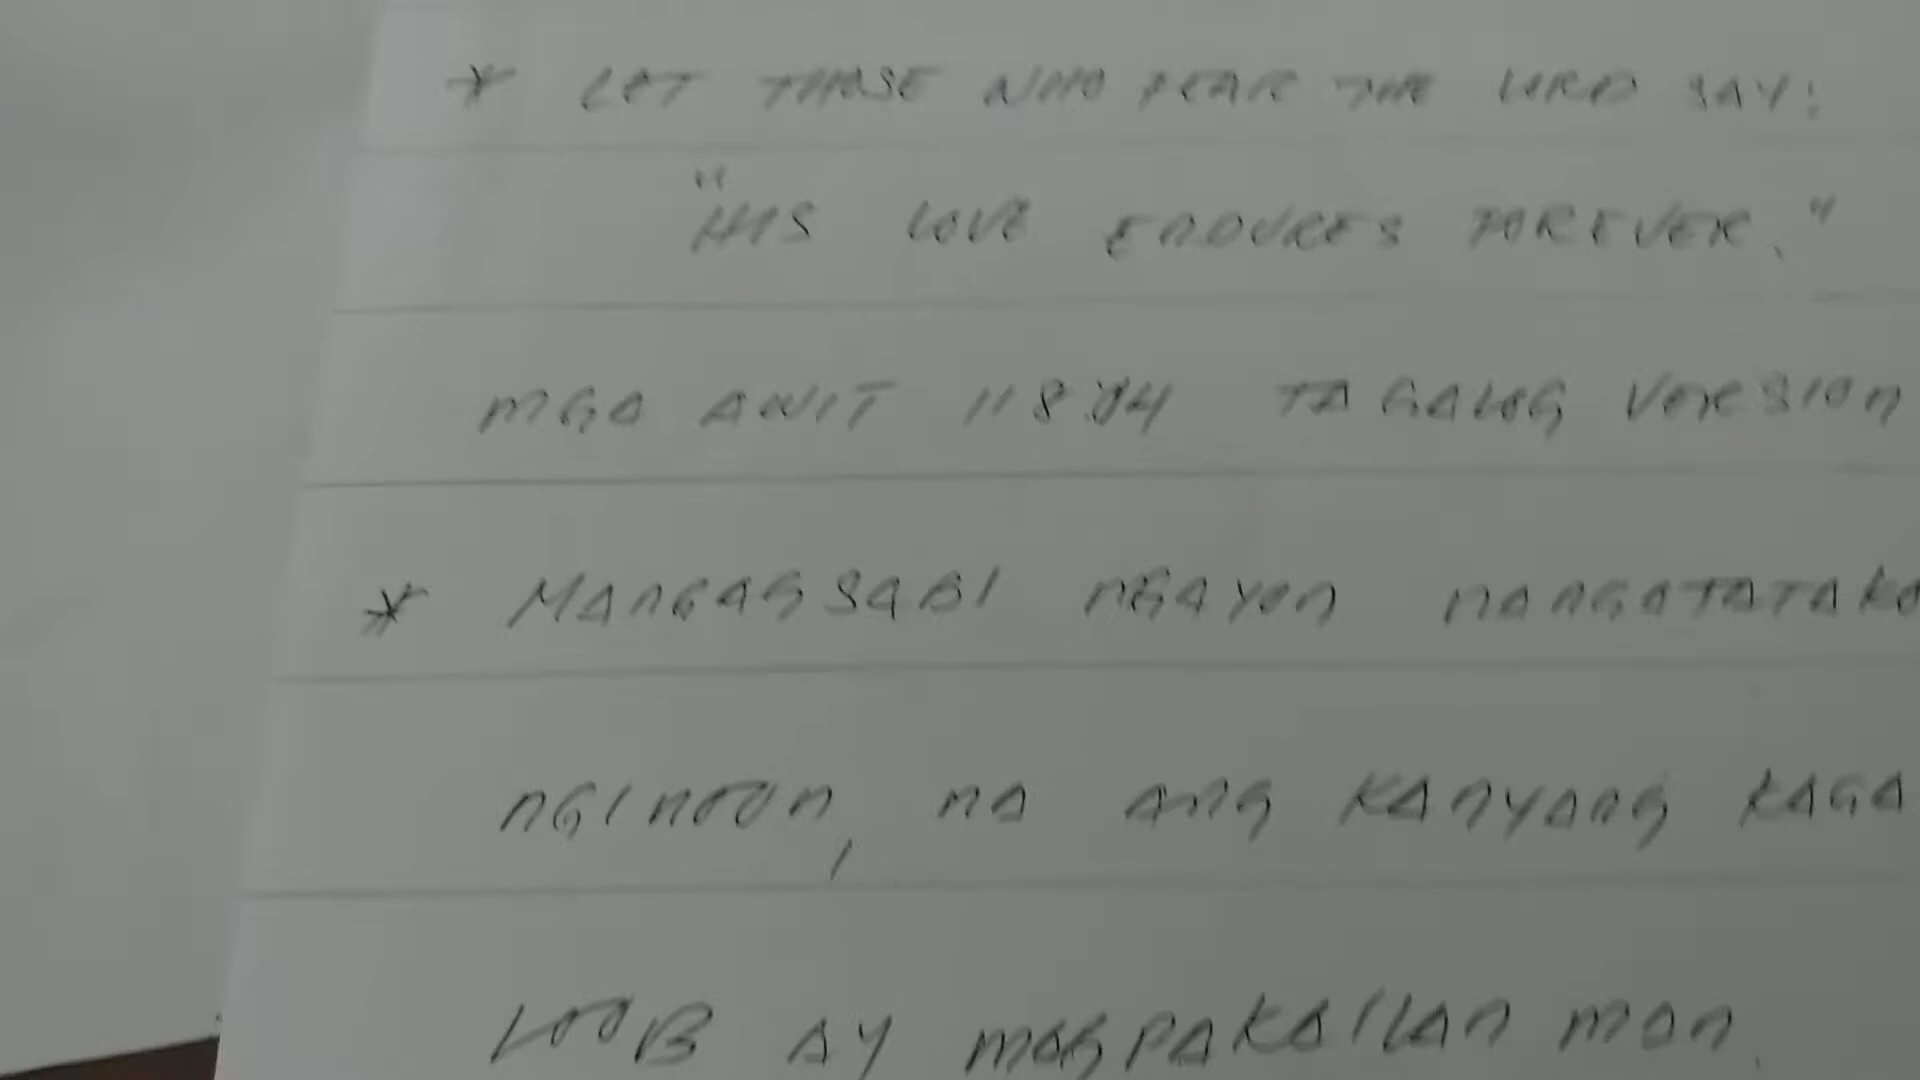 * LET THOSE WHO FEAR THE LORD SAY:
"HIS LOVE ENDURES FOREVER."
MGA AWIT 118:04 TAGALOG VERSION
* MANGAGSABI NGAYON NANGATATAKO
NGINOON, NA ANG KANYANG KAGA
LOOB AY MAGPAKAILAN MAN.